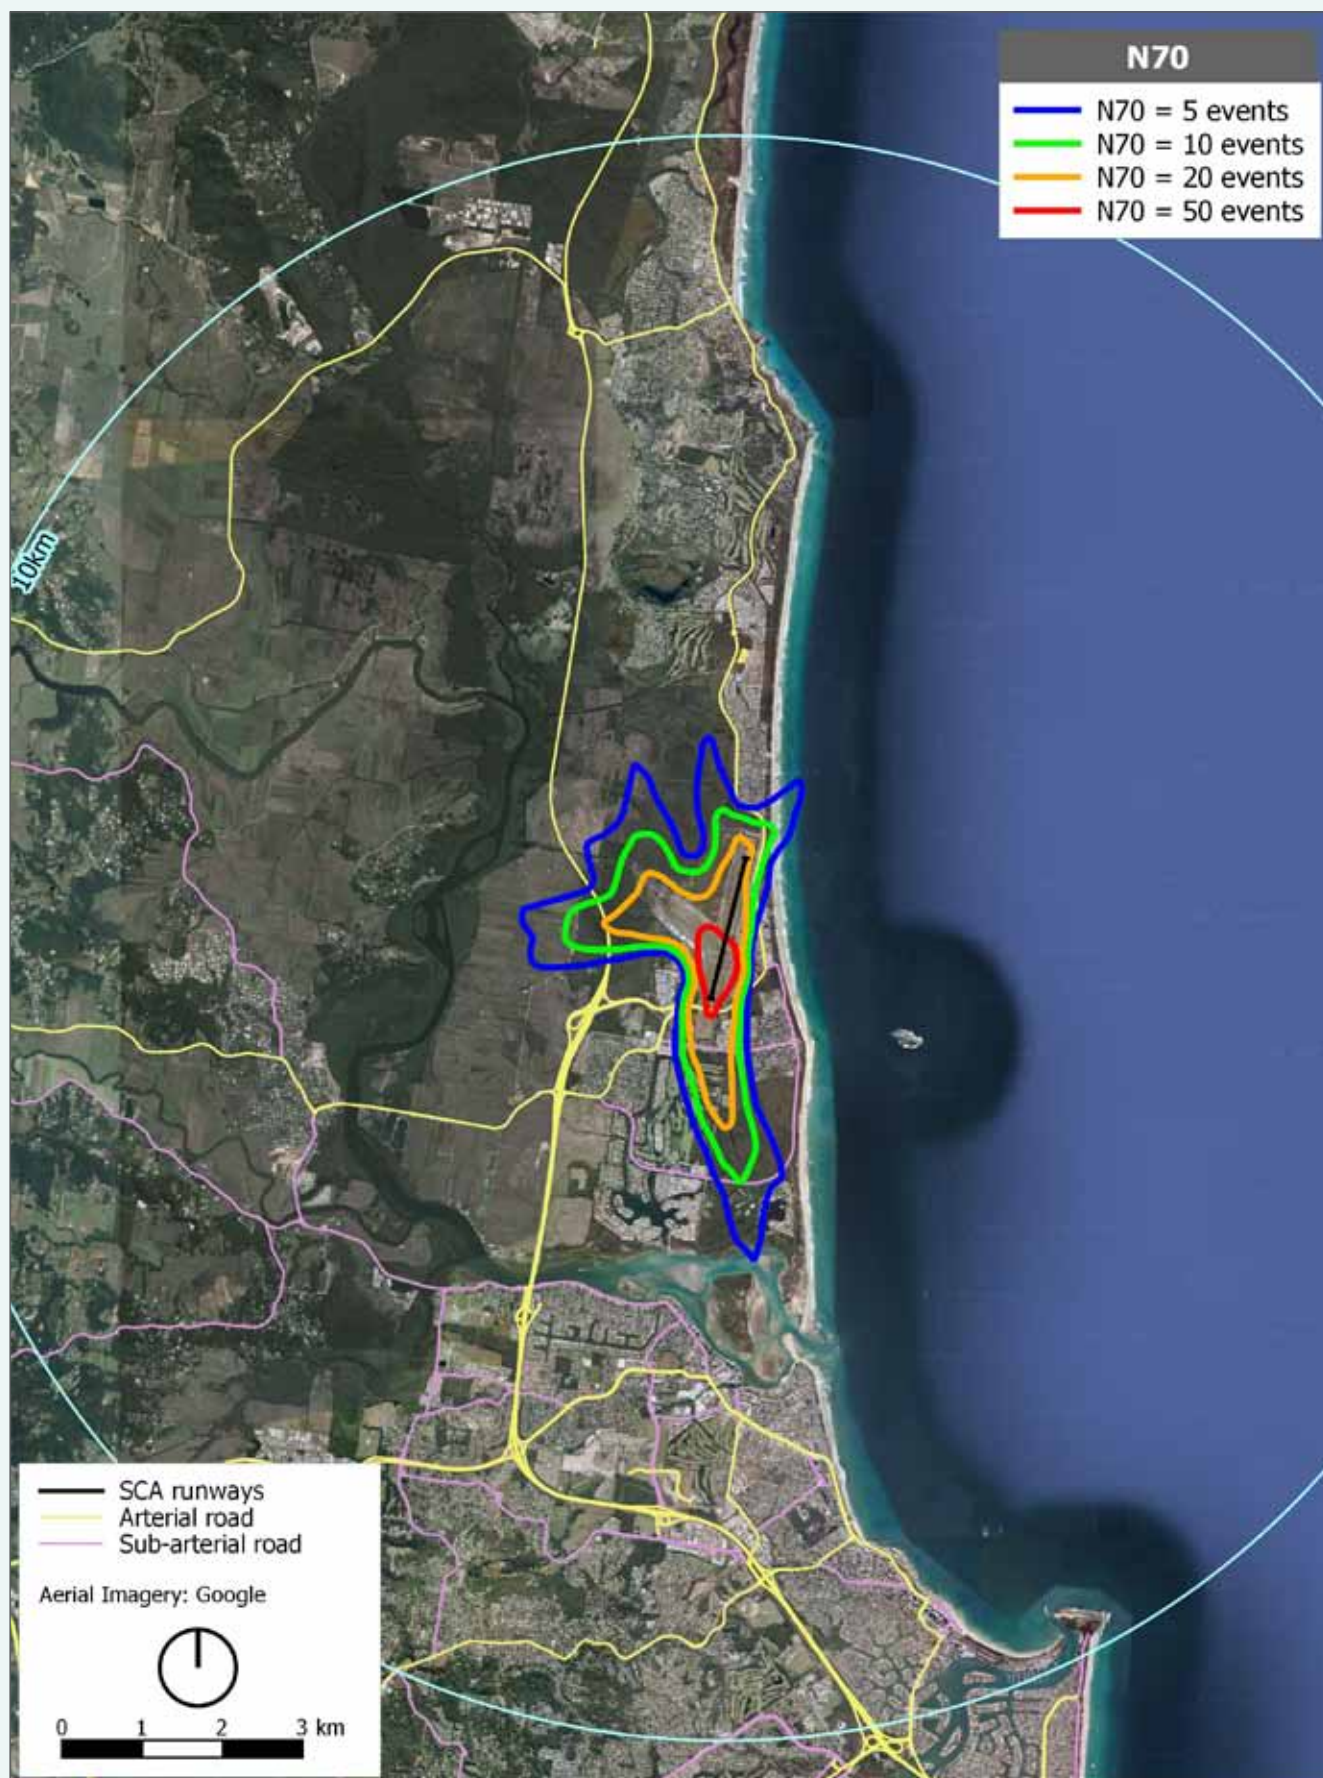 N70
N70 = 5 events
N70 = 10 events
N70 = 20 events
N70 = 50 events
10km
SCA runways
Arterial road
Sub-arterial road
Aerial Imagery: Google
0 1 2 3 km